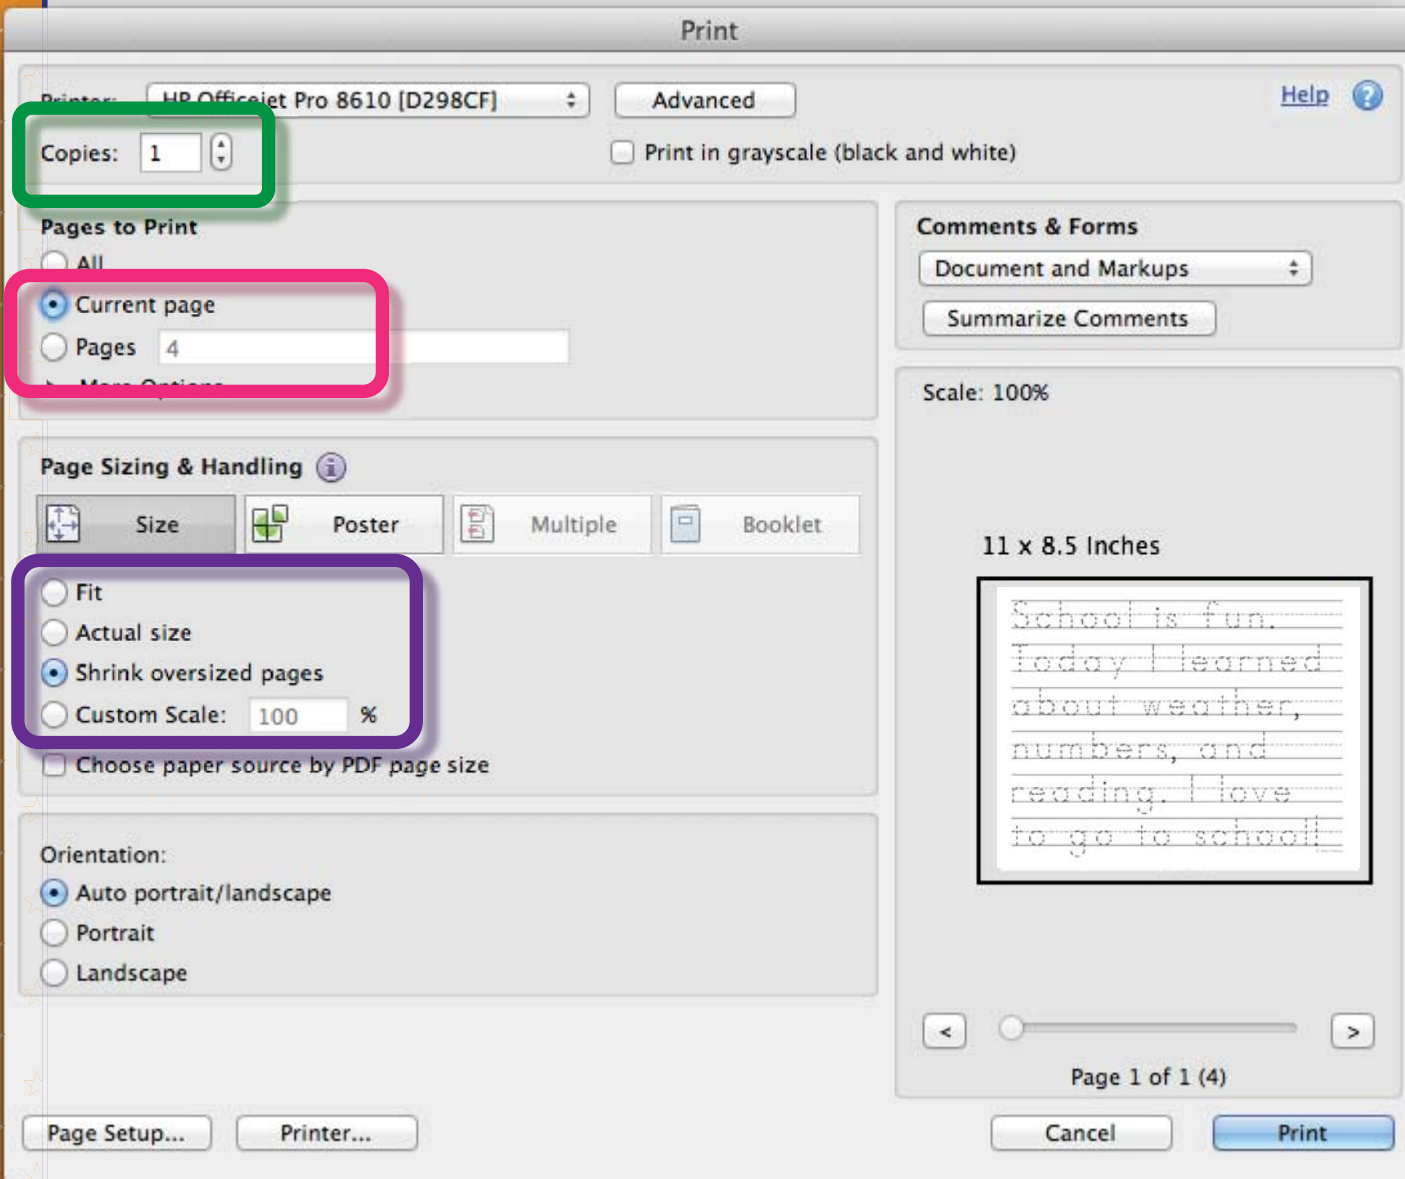 Print
Printer: HP Officejet Pro 8610 [D298CF] Advanced Help ?
Copies: 1 Print in grayscale (black and white)
Pages to Print
All
Current page
Pages 4
More Options
Comments & Forms
Document and Markups
Summarize Comments
Page Sizing & Handling i
Size Poster Multiple Booklet
Fit
Actual size
Shrink oversized pages
Custom Scale: 100 %
Choose paper source by PDF page size
Orientation:
Auto portrait/landscape
Portrait
Landscape
Scale: 100%
11 x 8.5 Inches
School is fun.
Today I learned
about weather,
numbers, and
reading. I love
to go to school!
< >
Page 1 of 1 (4)
Page Setup... Printer... Cancel Print